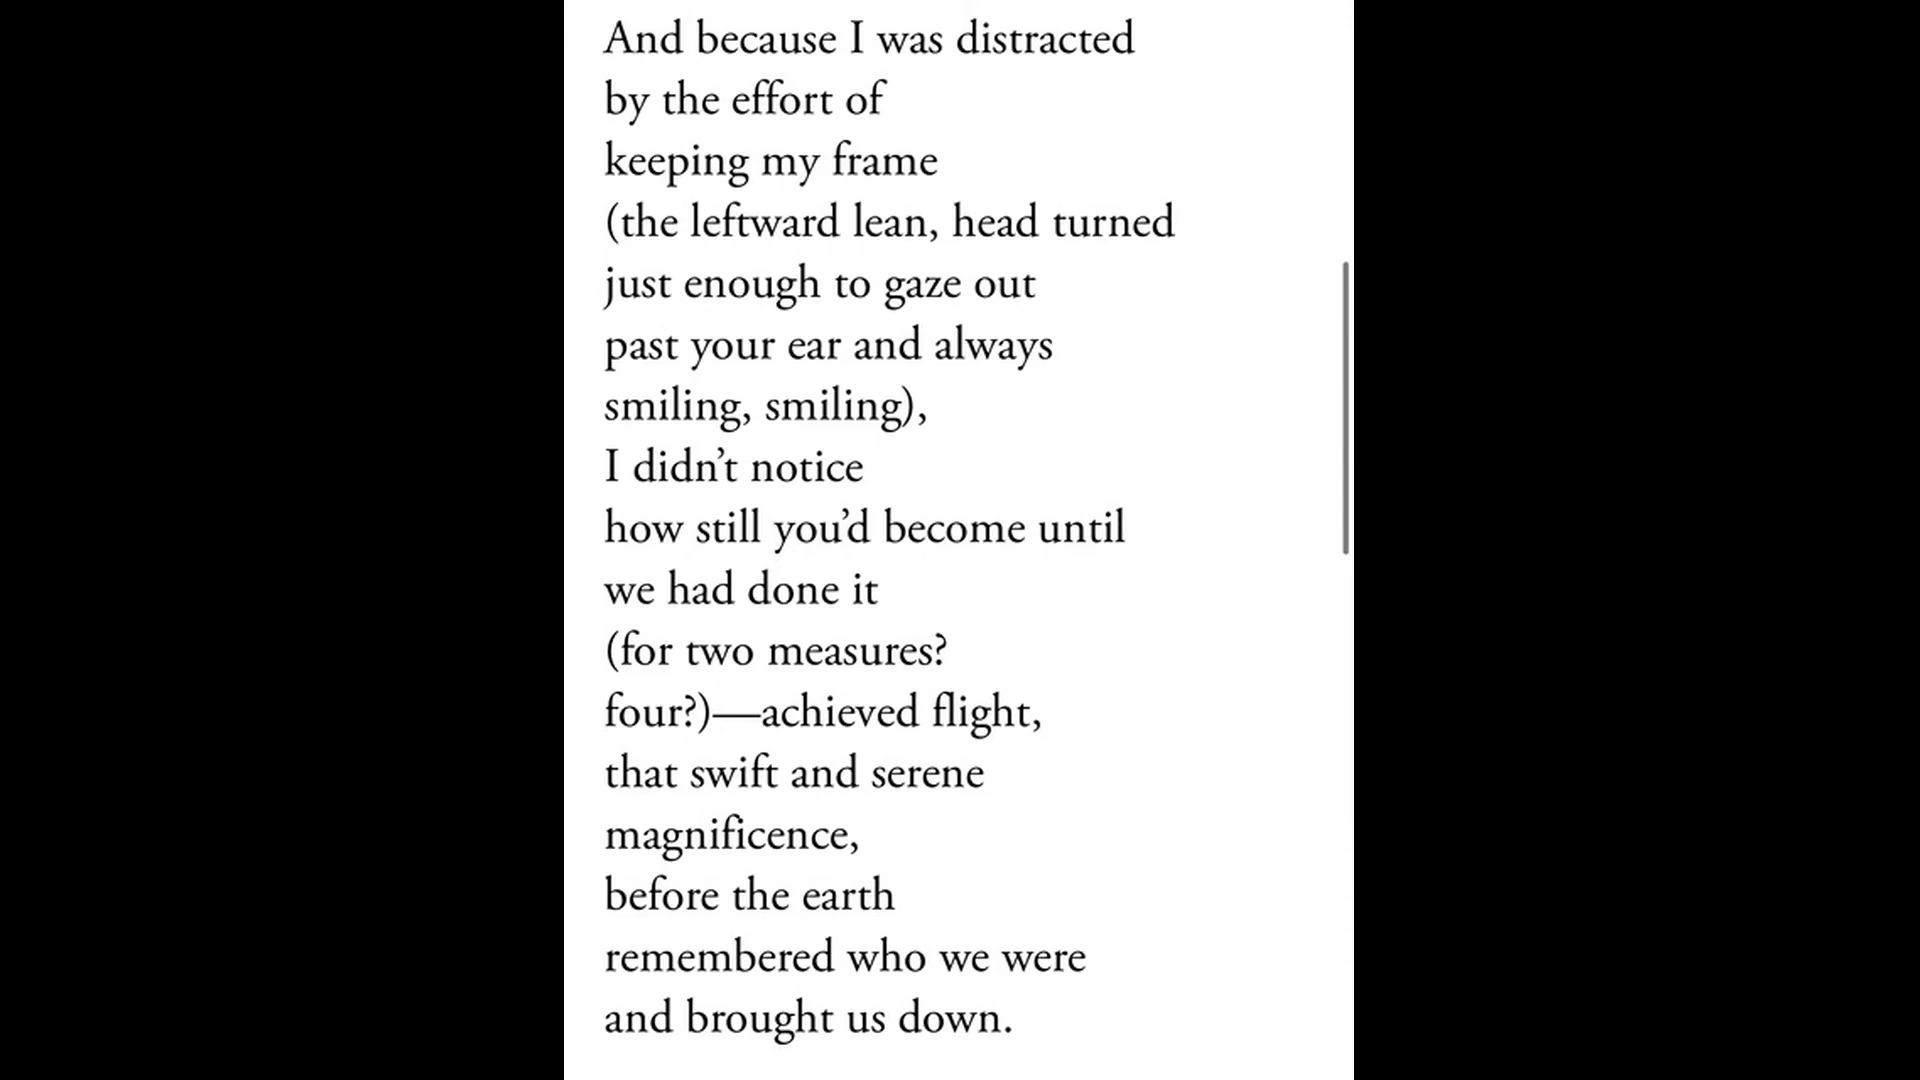 And because I was distracted
by the effort of
keeping my frame
(the leftward lean, head turned
just enough to gaze out
past your ear and always
smiling, smiling),
I didn’t notice
how still you’d become until
we had done it
(for two measures?
four?)—achieved flight,
that swift and serene
magnificence,
before the earth
remembered who we were
and brought us down.